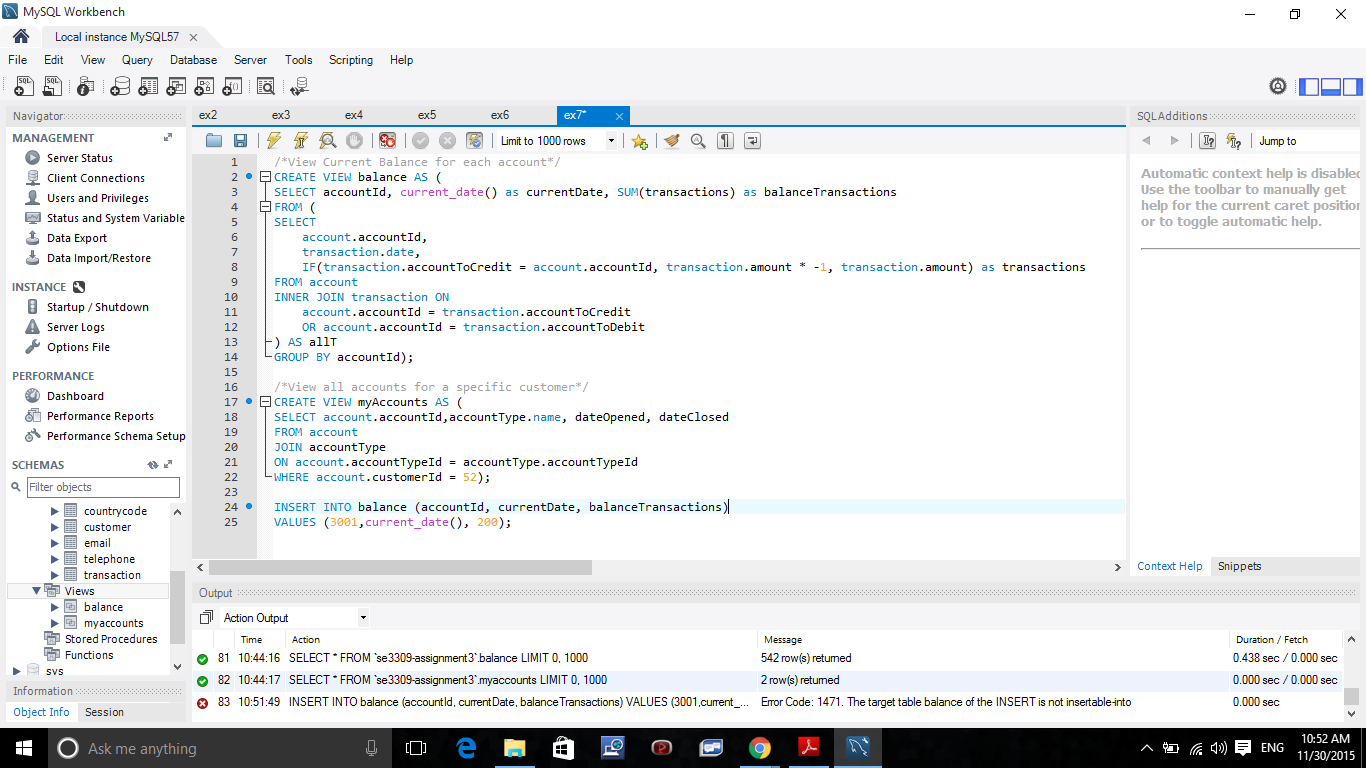 MySQL Workbench
Local instance MySQL57
File Edit View Query Database Server Tools Scripting Help
Navigator
MANAGEMENT
Server Status
Client Connections
Users and Privileges
Status and System Variable
Data Export
Data Import/Restore
INSTANCE
Startup / Shutdown
Server Logs
Options File
PERFORMANCE
Dashboard
Performance Reports
Performance Schema Setup
SCHEMAS
Filter objects
countrycode
customer
email
telephone
transaction
Views
balance
myaccounts
Stored Procedures
Functions
sys
Information
Object Info Session
ex2 ex3 ex4 ex5 ex6 ex7*
Limit to 1000 rows
1 /*View Current Balance for each account*/
2 CREATE VIEW balance AS (
3 SELECT accountId, current_date() as currentDate, SUM(transactions) as balanceTransactions
4 FROM (
5 SELECT
6 account.accountId,
7 transaction.date,
8 IF(transaction.accountToCredit = account.accountId, transaction.amount * -1, transaction.amount) as transactions
9 FROM account
10 INNER JOIN transaction ON
11 account.accountId = transaction.accountToCredit
12 OR account.accountId = transaction.accountToDebit
13 ) AS allT
14 GROUP BY accountId);
15
16 /*View all accounts for a specific customer*/
17 CREATE VIEW myAccounts AS (
18 SELECT account.accountId,accountType.name, dateOpened, dateClosed
19 FROM account
20 JOIN accountType
21 ON account.accountTypeId = accountType.accountTypeId
22 WHERE account.customerId = 52);
23
24 INSERT INTO balance (accountId, currentDate, balanceTransactions)
25 VALUES (3001,current_date(), 200);
SQLAdditions
Jump to
Automatic context help is disabled
Use the toolbar to manually get
help for the current caret position
or to toggle automatic help.
Context Help Snippets
Output
Action Output
Time Action Message Duration / Fetch
81 10:44:16 SELECT * FROM `se3309-assignment3`.balance LIMIT 0, 1000 542 row(s) returned 0.438 sec / 0.000 sec
82 10:44:17 SELECT * FROM `se3309-assignment3`.myaccounts LIMIT 0, 1000 2 row(s) returned 0.000 sec / 0.000 sec
83 10:51:49 INSERT INTO balance (accountId, currentDate, balanceTransactions) VALUES (3001,current_... Error Code: 1471. The target table balance of the INSERT is not insertable-into 0.000 sec
Ask me anything
ENG
10:52 AM
11/30/2015